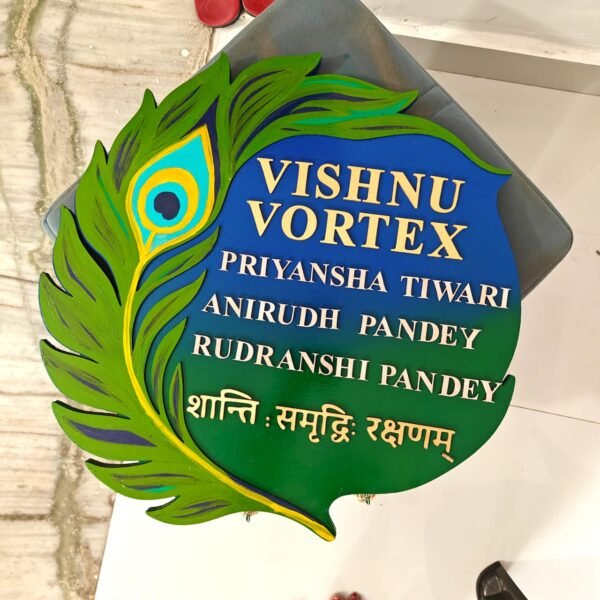 VISHNU
VORTEX
PRIYANSHA TIWARI
ANIRUDH PANDEY
RUDRANSHI PANDEY
शान्ति : समृद्विः रक्षणम्